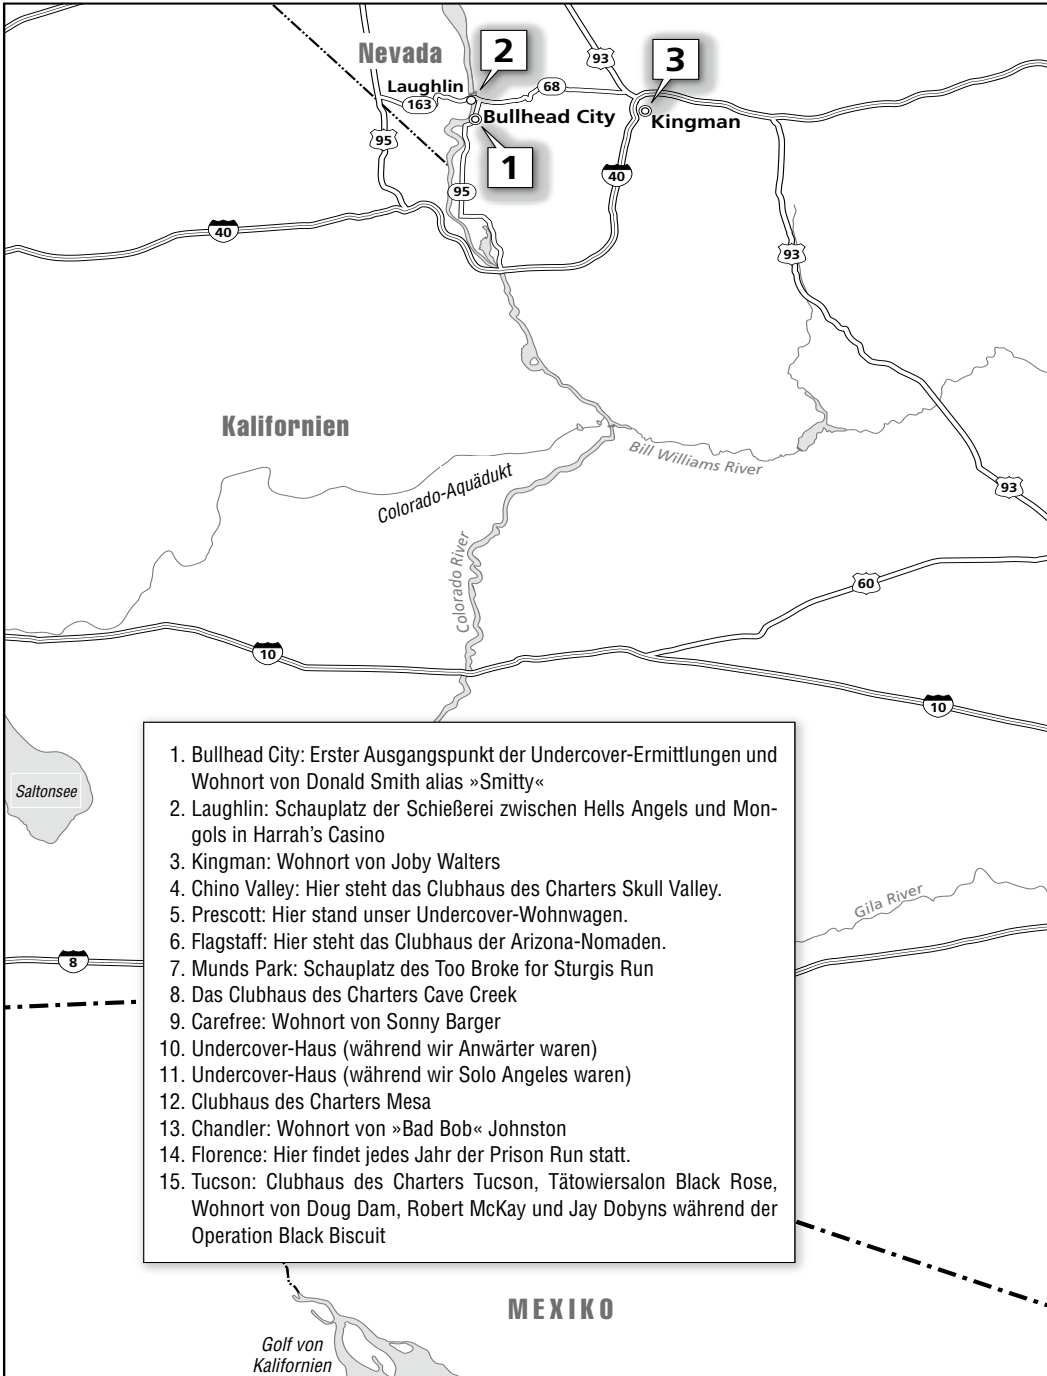 Nevada
2
93
3
Laughlin
163
68
Bullhead City
Kingman
95
1
95
40
40
93
Kalifornien
Bill Williams River
Colorado-Aquädukt
93
Colorado River
60
10
10
Saltonsee
1. Bullhead City: Erster Ausgangspunkt der Undercover-Ermittlungen und
Wohnort von Donald Smith alias »Smitty«
2. Laughlin: Schauplatz der Schießerei zwischen Hells Angels und Mon-
gols in Harrah's Casino
3. Kingman: Wohnort von Joby Walters
4. Chino Valley: Hier steht das Clubhaus des Charters Skull Valley.
5. Prescott: Hier stand unser Undercover-Wohnwagen.
6. Flagstaff: Hier steht das Clubhaus der Arizona-Nomaden.
7. Munds Park: Schauplatz des Too Broke for Sturgis Run
8. Das Clubhaus des Charters Cave Creek
9. Carefree: Wohnort von Sonny Barger
10. Undercover-Haus (während wir Anwärter waren)
11. Undercover-Haus (während wir Solo Angeles waren)
12. Clubhaus des Charters Mesa
13. Chandler: Wohnort von »Bad Bob« Johnston
14. Florence: Hier findet jedes Jahr der Prison Run statt.
15. Tucson: Clubhaus des Charters Tucson, Tätowiersalon Black Rose,
Wohnort von Doug Dam, Robert McKay und Jay Dobyns während der
Operation Black Biscuit
Gila River
8
MEXIKO
Golf von
Kalifornien